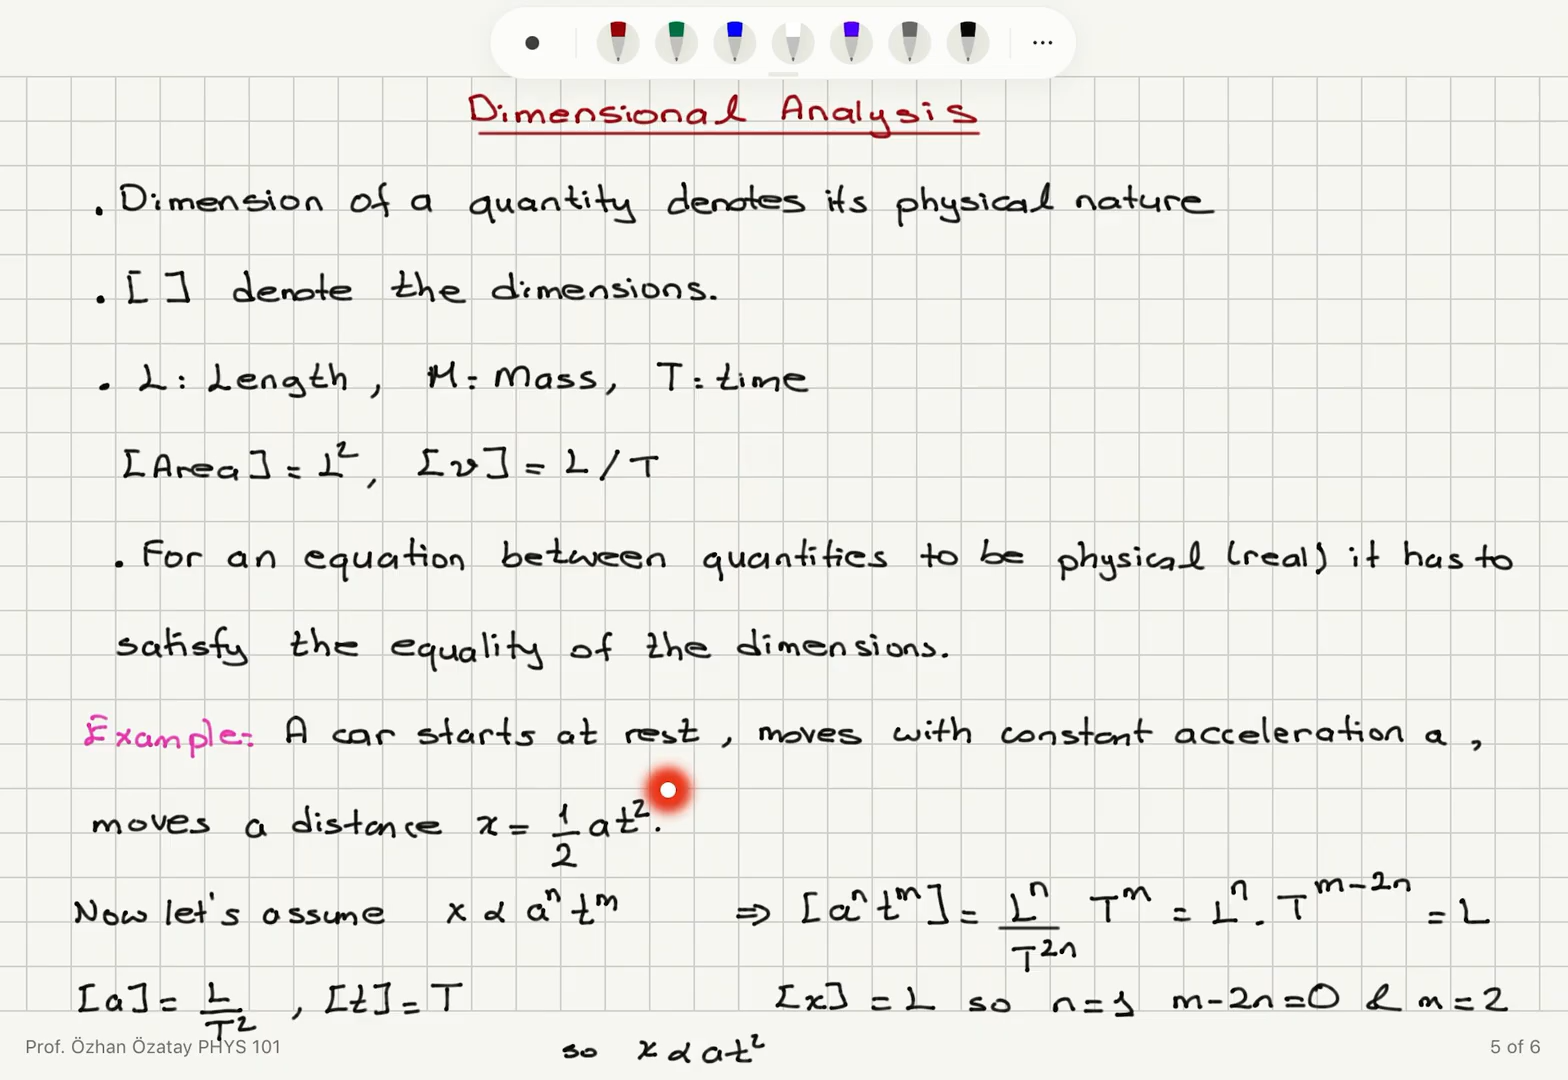 Dimensional Analysis
. Dimension of a quantity denotes its physical nature
. [ ] denote the dimensions.
. L: Length, M: Mass, T: time
[Area] = L², [v] = L/T
. For an equation between quantities to be physical (real) it has to
satisfy the equality of the dimensions.
Example: A car starts at rest, moves with constant acceleration a,
moves a distance x = 1/2 at².
Now let's assume x α aⁿ tᵐ ⇒ [aⁿ tᵐ] = Lⁿ/T²ⁿ Tᵐ = Lⁿ . Tᵐ⁻²ⁿ = L
[a] = L/T², [t] = T [x] = L so n=1 m-2n=0 & m=2
so x α at²
Prof. Özhan Özatay PHYS 101
5 of 6